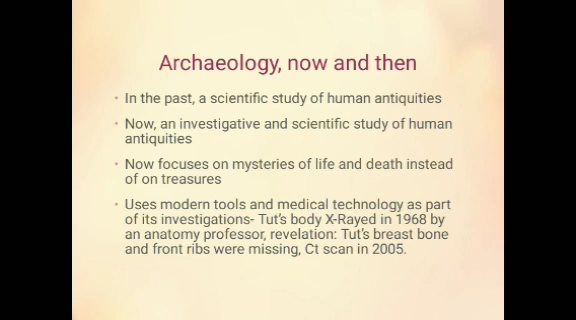 Archaeology, now and then
• In the past, a scientific study of human antiquities
• Now, an investigative and scientific study of human
antiquities
• Now focuses on mysteries of life and death instead
of on treasures
• Uses modern tools and medical technology as part
of its investigations- Tut's body X-Rayed in 1968 by
an anatomy professor, revelation: Tut's breast bone
and front ribs were missing, Ct scan in 2005.